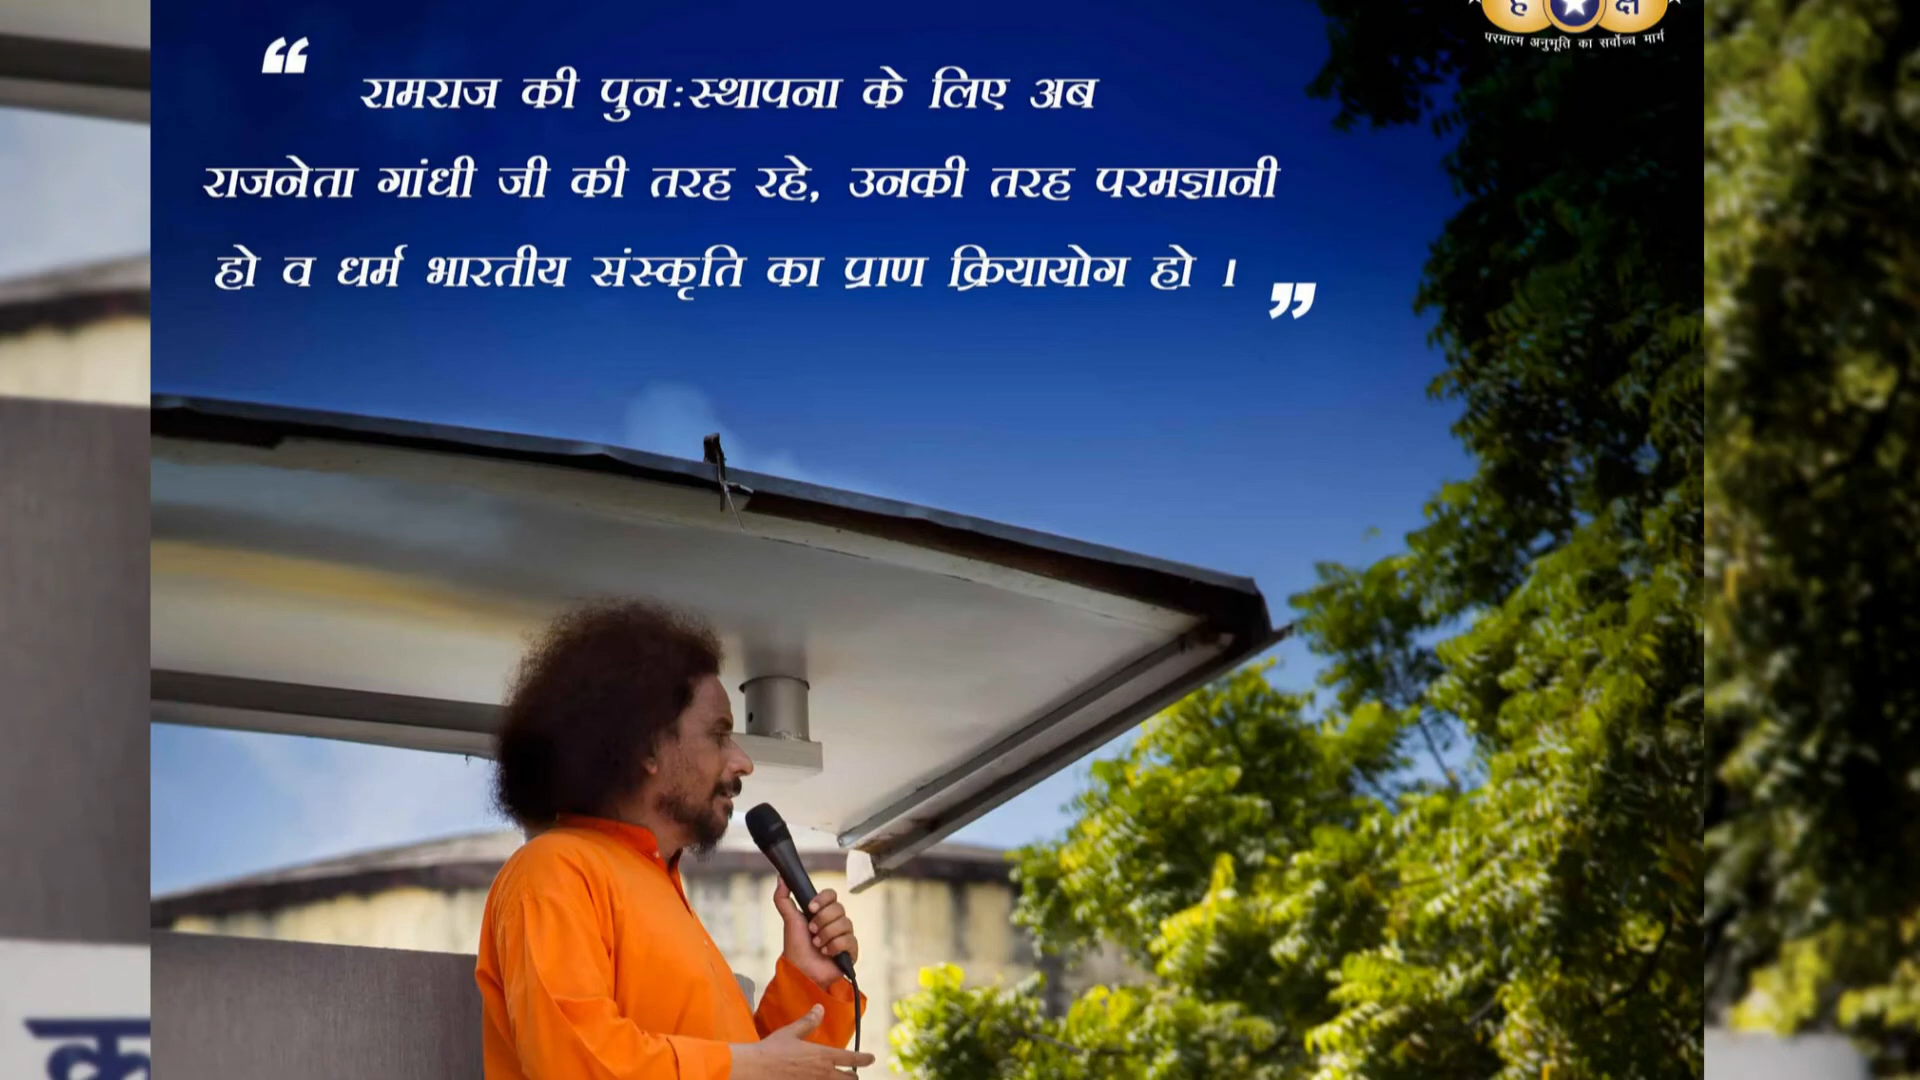 ह क्ष
परमात्म अनुभूति का सर्वोच्च मार्ग
“ रामराज की पुनःस्थापना के लिए अब
राजनेता गांधी जी की तरह रहे, उनकी तरह परमज्ञानी
हो व धर्म भारतीय संस्कृति का प्राण क्रियायोग हो । ”